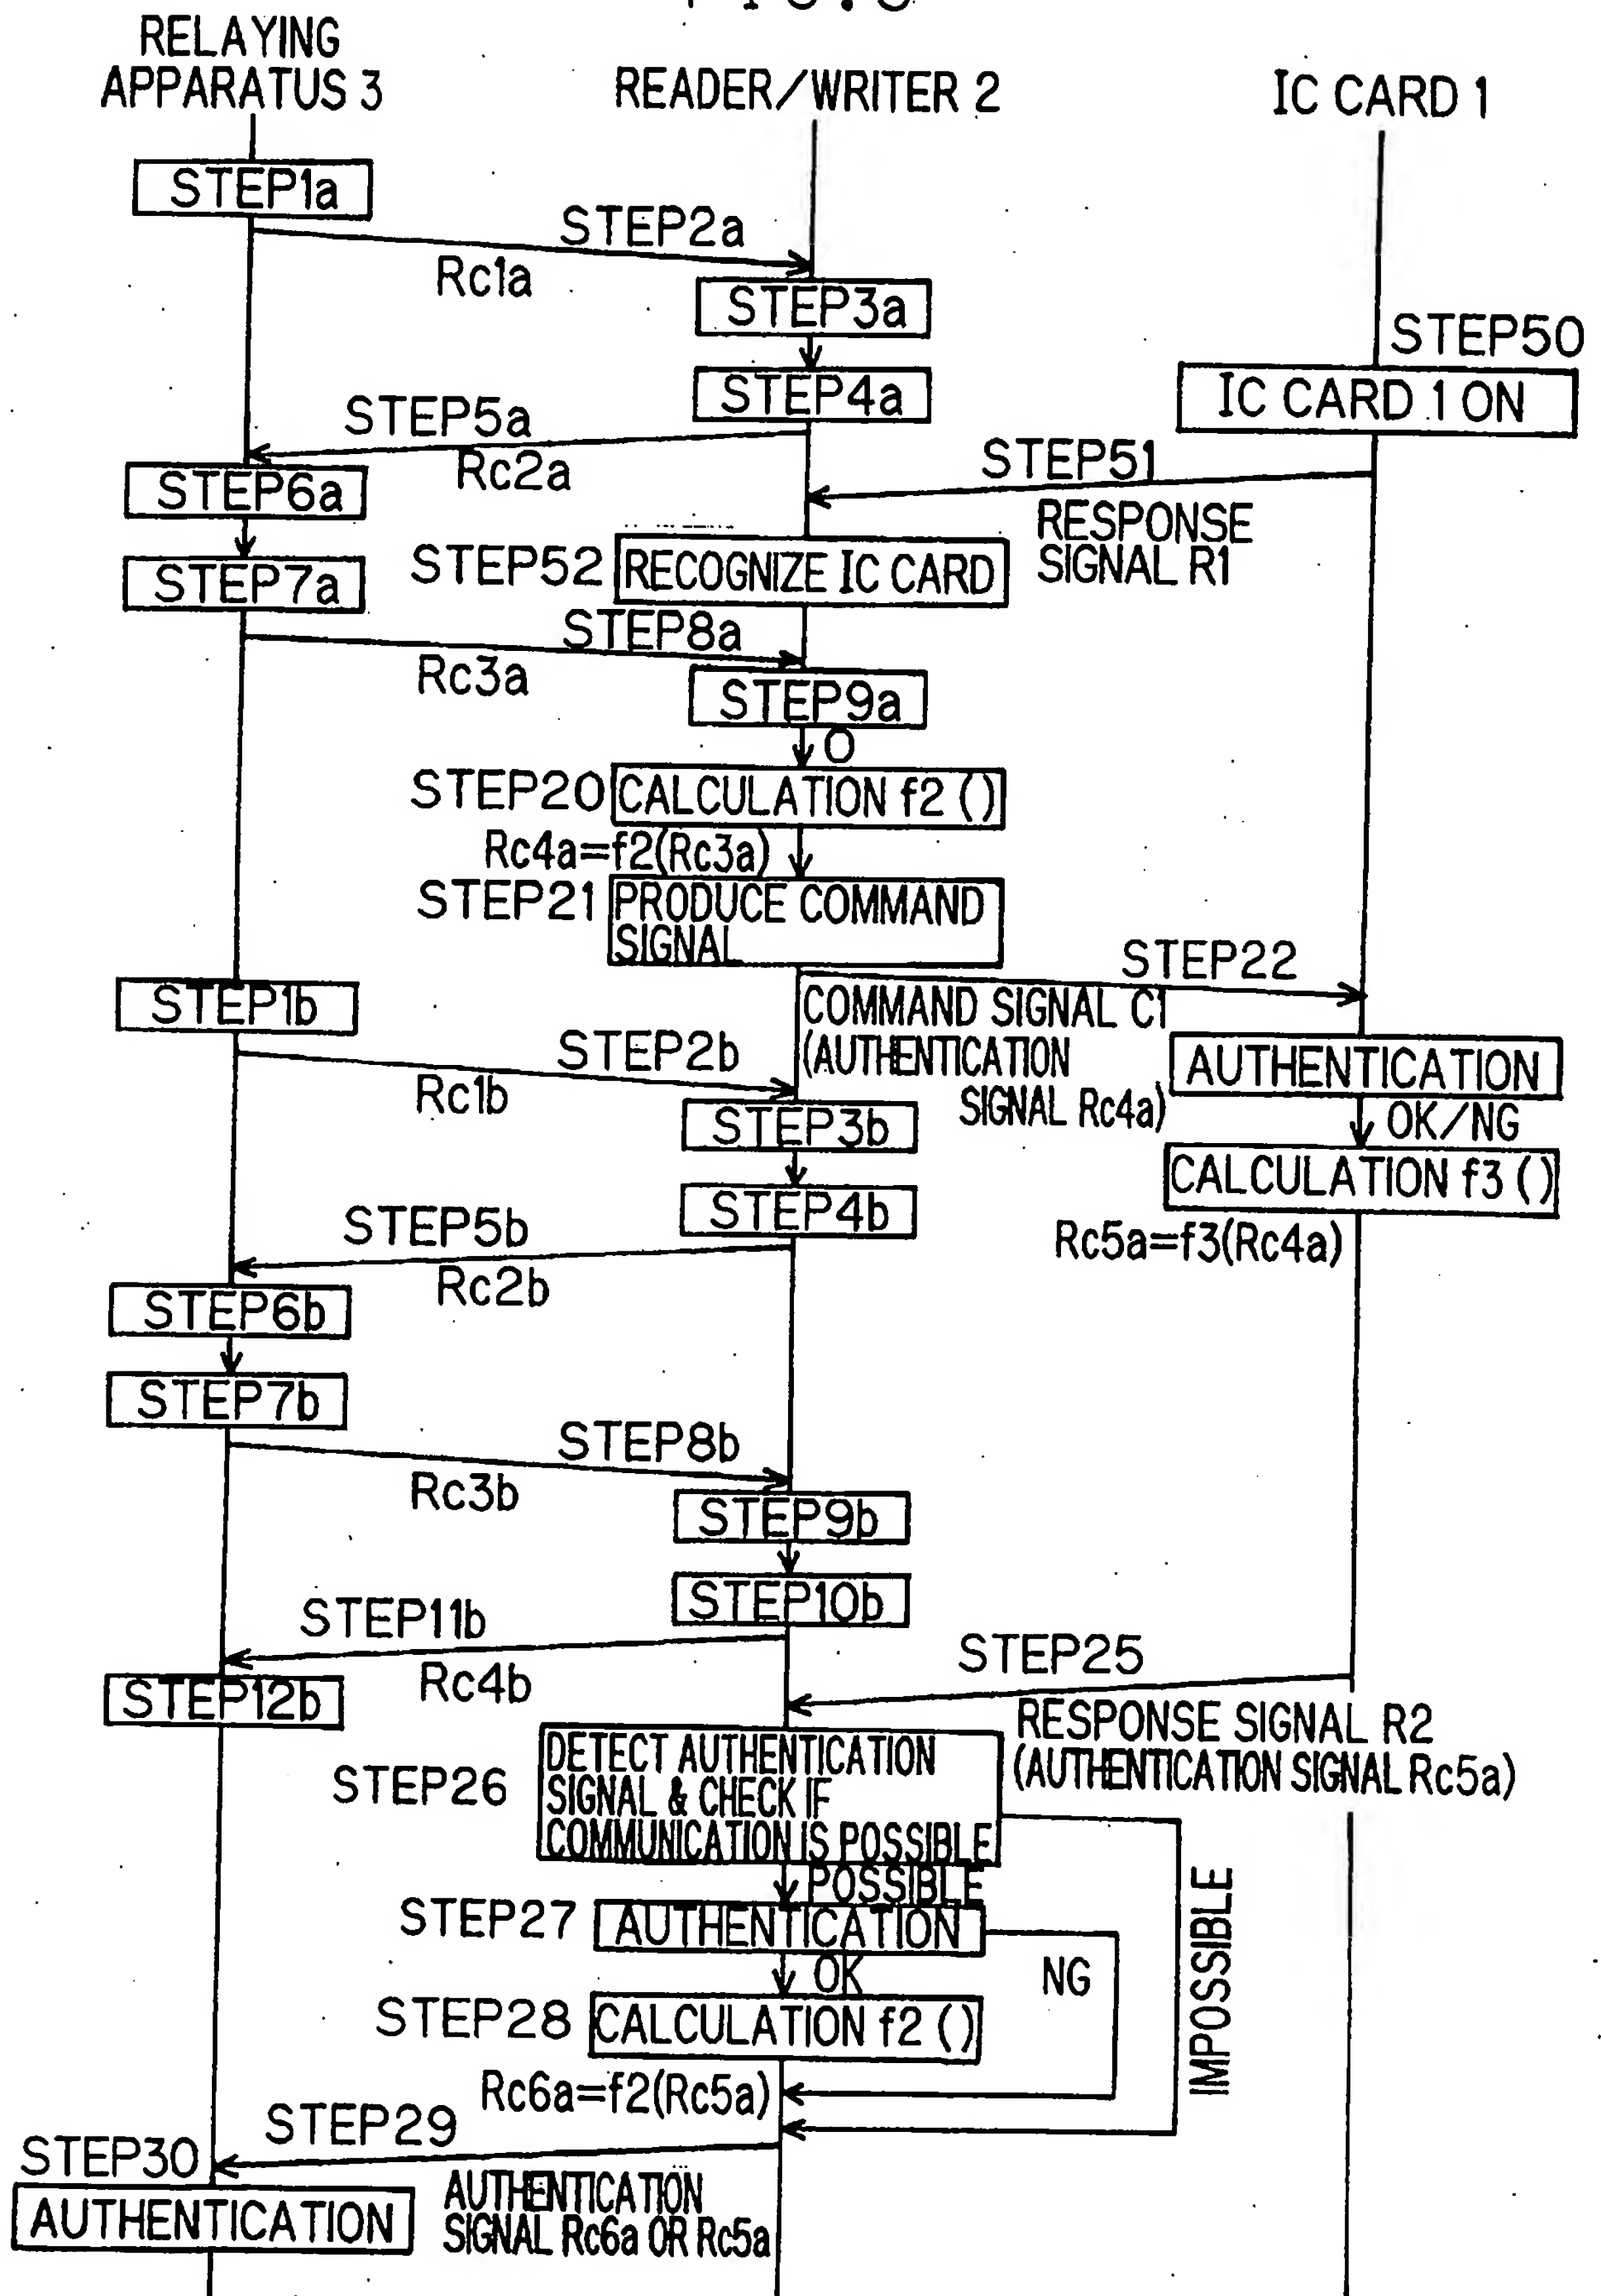 RELAYING
APPARATUS 3
READER/WRITER 2
IC CARD 1
STEP1a
STEP2a
Rc1a
STEP3a
STEP50
STEP4a
IC CARD 1 ON
STEP5a
Rc2a
STEP51
STEP6a
RESPONSE
SIGNAL R1
STEP52
RECOGNIZE IC CARD
STEP7a
STEP8a
Rc3a
STEP9a
O
STEP20
CALCULATION f2 ()
Rc4a=f2(Rc3a)
STEP21
PRODUCE COMMAND
SIGNAL
STEP22
STEP1b
COMMAND SIGNAL C1
(AUTHENTICATION
SIGNAL Rc4a)
STEP2b
Rc1b
AUTHENTICATION
OK/NG
STEP3b
CALCULATION f3 ()
STEP4b
Rc5a=f3(Rc4a)
STEP5b
Rc2b
STEP6b
STEP7b
STEP8b
Rc3b
STEP9b
STEP10b
STEP11b
Rc4b
STEP25
STEP12b
RESPONSE SIGNAL R2
(AUTHENTICATION SIGNAL Rc5a)
STEP26
DETECT AUTHENTICATION
SIGNAL & CHECK IF
COMMUNICATION IS POSSIBLE
POSSIBLE
IMPOSSIBLE
STEP27
AUTHENTICATION
OK
NG
STEP28
CALCULATION f2 ()
Rc6a=f2(Rc5a)
STEP29
STEP30
AUTHENTICATION
AUTHENTICATION
SIGNAL Rc6a OR Rc5a